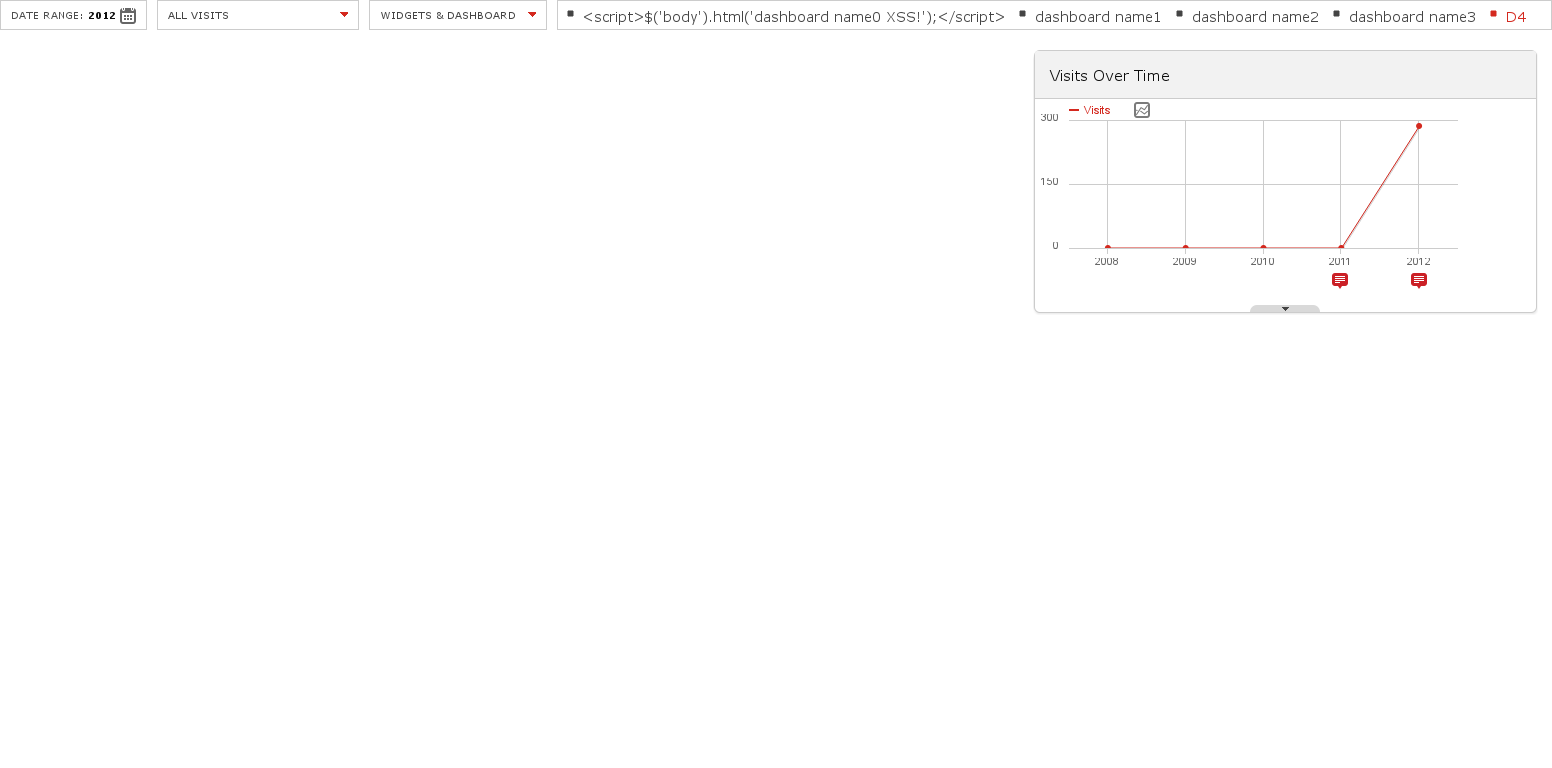 DATE RANGE: 2012
ALL VISITS
WIDGETS & DASHBOARD
<script>$('body').html('dashboard name0 XSS!');</script>
dashboard name1
dashboard name2
dashboard name3
D4
Visits Over Time
Visits
300
150
0
2008 2009 2010 2011 2012